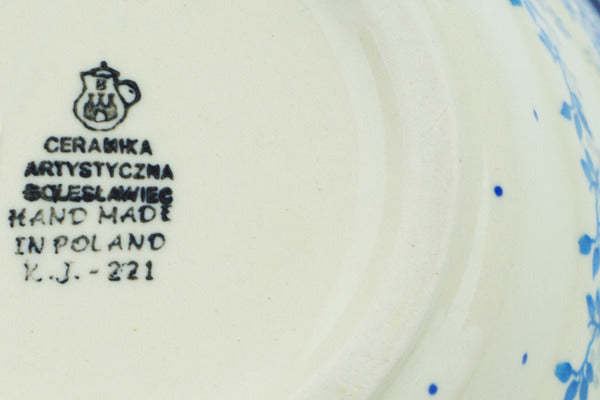 B
CERAMIKA
ARTYSTYCZNA
BOLESŁAWIEC
HAND MADE
IN POLAND
K.J.-221